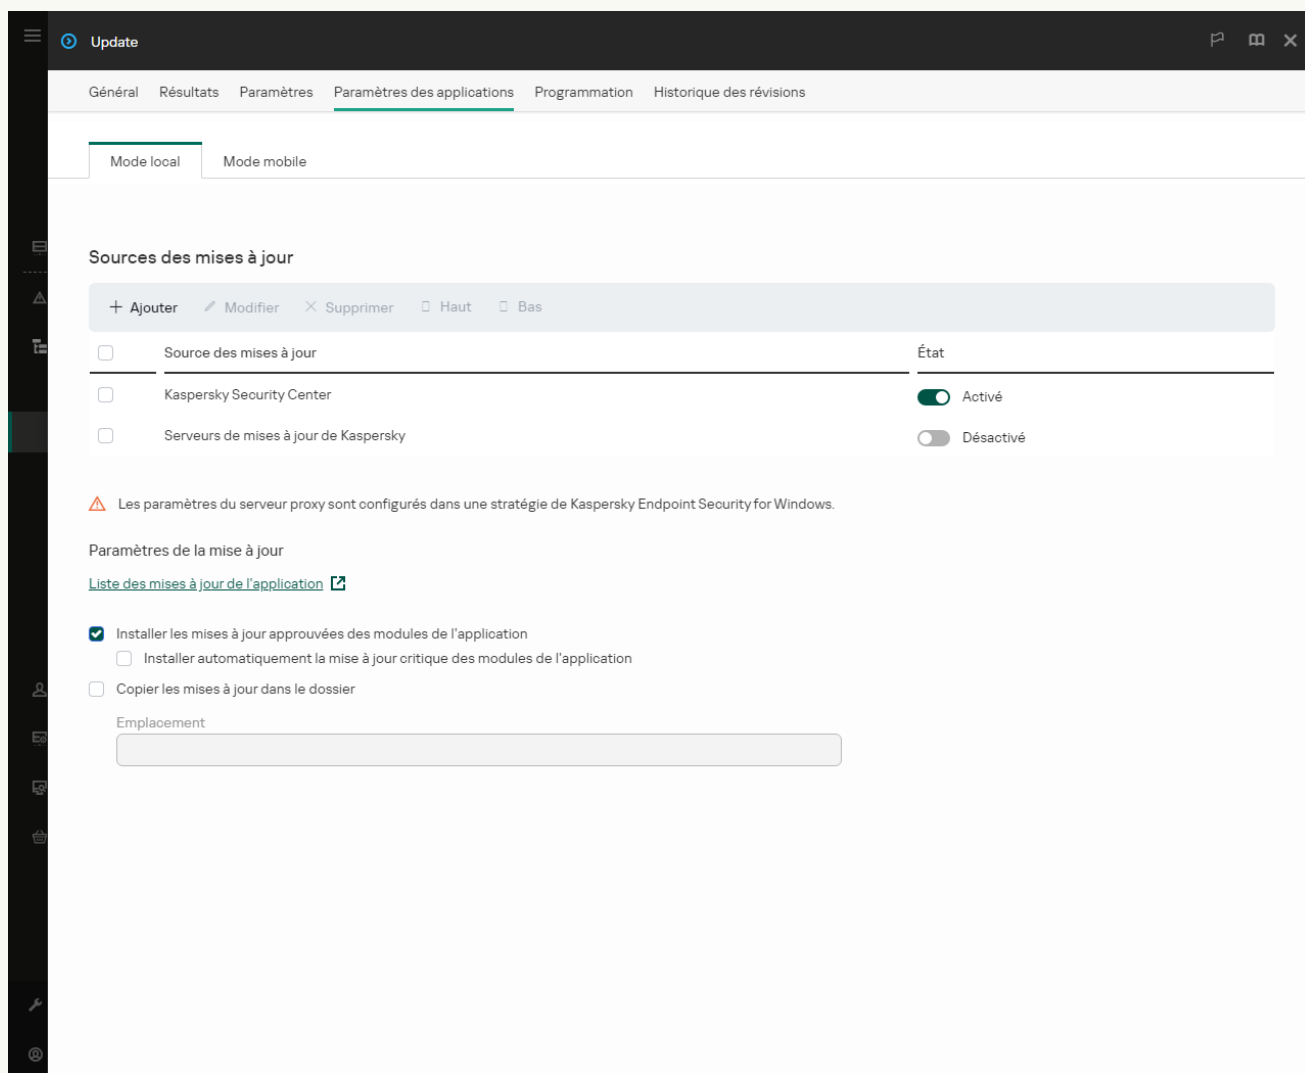 Update
Général Résultats Paramètres Paramètres des applications Programmation Historique des révisions
Mode local Mode mobile
Sources des mises à jour
Ajouter Modifier Supprimer Haut Bas
Source des mises à jour État
Kaspersky Security Center Activé
Serveurs de mises à jour de Kaspersky Désactivé
Les paramètres du serveur proxy sont configurés dans une stratégie de Kaspersky Endpoint Security for Windows.
Paramètres de la mise à jour
Liste des mises à jour de l'application
Installer les mises à jour approuvées des modules de l'application
Installer automatiquement la mise à jour critique des modules de l'application
Copier les mises à jour dans le dossier
Emplacement